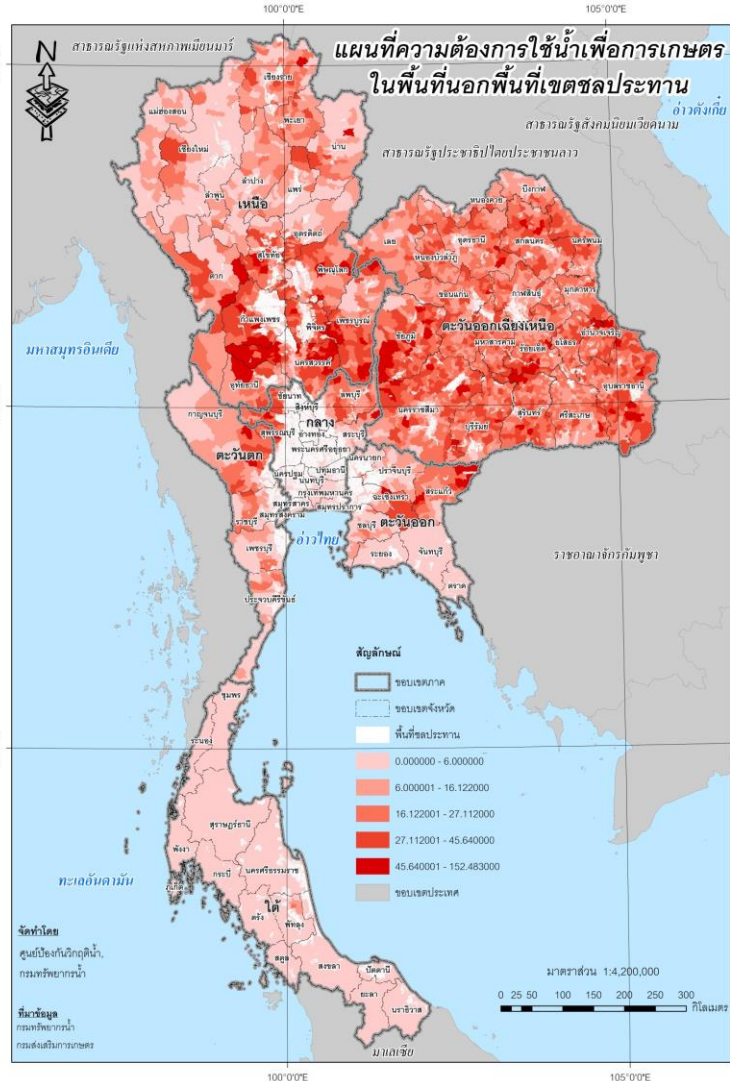 100°0'0"E
105°0'0"E
แผนที่ความต้องการใช้น้ำเพื่อการเกษตร
ในพื้นที่นอกพื้นที่เขตชลประทาน
N
สาธารณรัฐแห่งสหภาพเมียนมาร์
อ่าวตังเกี๋ย
สาธารณรัฐสังคมนิยมเวียดนาม
สาธารณรัฐประชาธิปไตยประชาชนลาว
เชียงราย
แม่ฮ่องสอน
พะเยา
เชียงใหม่
น่าน
ลำปาง
ลำพูน
แพร่
เหนือ
อุตรดิตถ์
สุโขทัย
ตาก
พิษณุโลก
กำแพงเพชร
พิจิตร
เพชรบูรณ์
นครสวรรค์
อุทัยธานี
บึงกาฬ
หนองคาย
เลย
อุดรธานี
สกลนคร
นครพนม
หนองบัวลำภู
ขอนแก่น
กาฬสินธุ์
มุกดาหาร
ตะวันออกเฉียงเหนือ
ชัยภูมิ
มหาสารคาม
ร้อยเอ็ด
ยโสธร
อำนาจเจริญ
อุบลราชธานี
นครราชสีมา
บุรีรัมย์
สุรินทร์
ศรีสะเกษ
มหาสมุทรอินเดีย
ชัยนาท
ลพบุรี
สิงห์บุรี
กลาง
กาญจนบุรี
สุพรรณบุรี
อ่างทอง
สระบุรี
พระนครศรีอยุธยา
นครนายก
ตะวันตก
นครปฐม
ปทุมธานี
นนทบุรี
กรุงเทพมหานคร
สมุทรสาคร
สมุทรสงคราม
สมุทรปราการ
ปราจีนบุรี
สระแก้ว
ฉะเชิงเทรา
ตะวันออก
ชลบุรี
ระยอง
จันทบุรี
ตราด
ราชบุรี
เพชรบุรี
อ่าวไทย
ราชอาณาจักรกัมพูชา
ประจวบคีรีขันธ์
ชุมพร
ระนอง
สุราษฎร์ธานี
พังงา
กระบี่
นครศรีธรรมราช
ภูเก็ต
ทะเลอันดามัน
ใต้
ตรัง
พัทลุง
สตูล
สงขลา
ปัตตานี
ยะลา
นราธิวาส
มาเลเซีย
สัญลักษณ์
ขอบเขตภาค
ขอบเขตจังหวัด
พื้นที่ชลประทาน
0.000000 - 6.000000
6.000001 - 16.122000
16.122001 - 27.112000
27.112001 - 45.640000
45.640001 - 152.483000
ขอบเขตประเทศ
มาตราส่วน 1:4,200,000
0 25 50 100 150 200 250 300
กิโลเมตร
จัดทำโดย
ศูนย์ป้องกันวิกฤติน้ำ,
กรมทรัพยากรน้ำ
ที่มาข้อมูล
กรมทรัพยากรน้ำ
กรมส่งเสริมการเกษตร
100°0'0"E
105°0'0"E